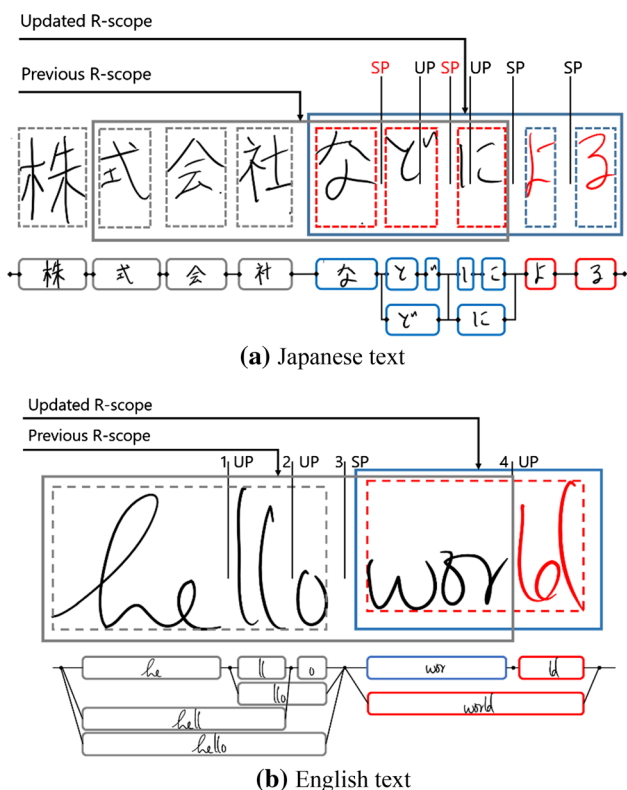 Updated R-scope
Previous R-scope
SP UP SP UP SP SP
株式会社などによる
株 式 会 社 な と ゛ し こ よ る
ど に
(a) Japanese text
Updated R-scope
Previous R-scope
1 UP 2 UP 3 SP 4 UP
hello world
he ll o wor ld
llo world
hell
hello
(b) English text